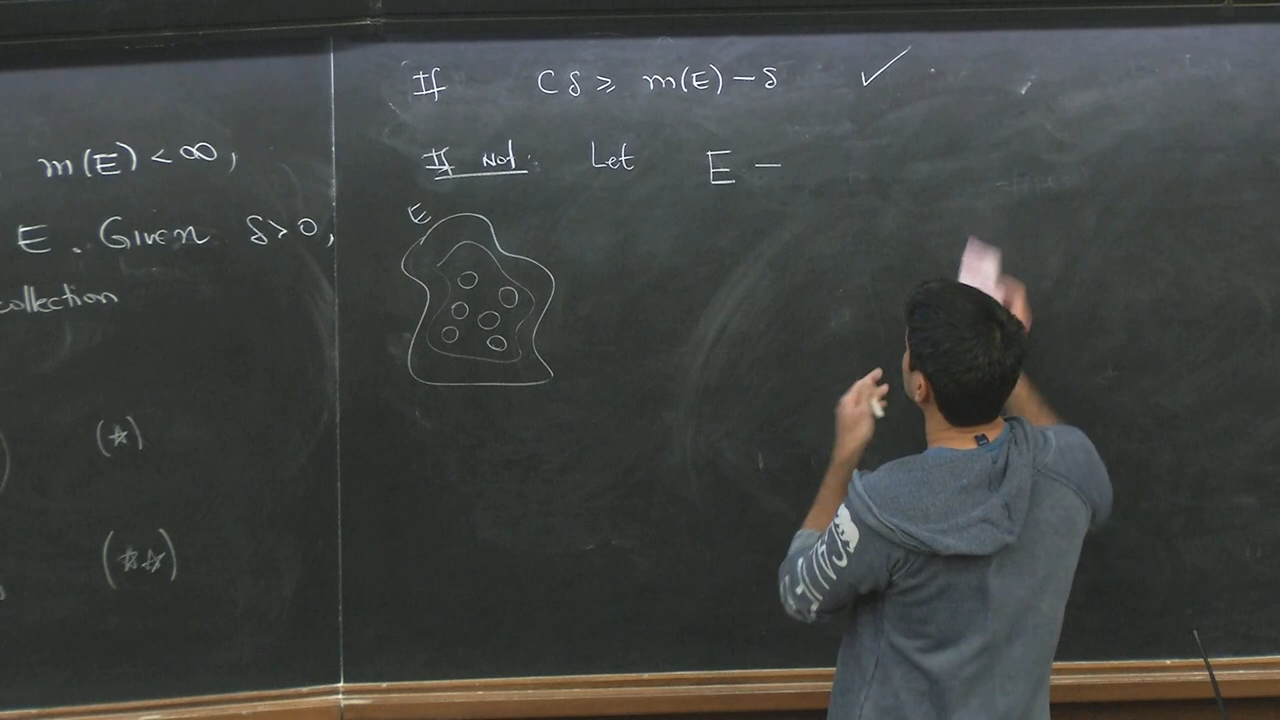 m(E) < ∞,
E. Given δ > 0,
collection
(☆)
(☆☆)
If Cδ ≥ m(E) − δ ✓
If Not: Let E −
E